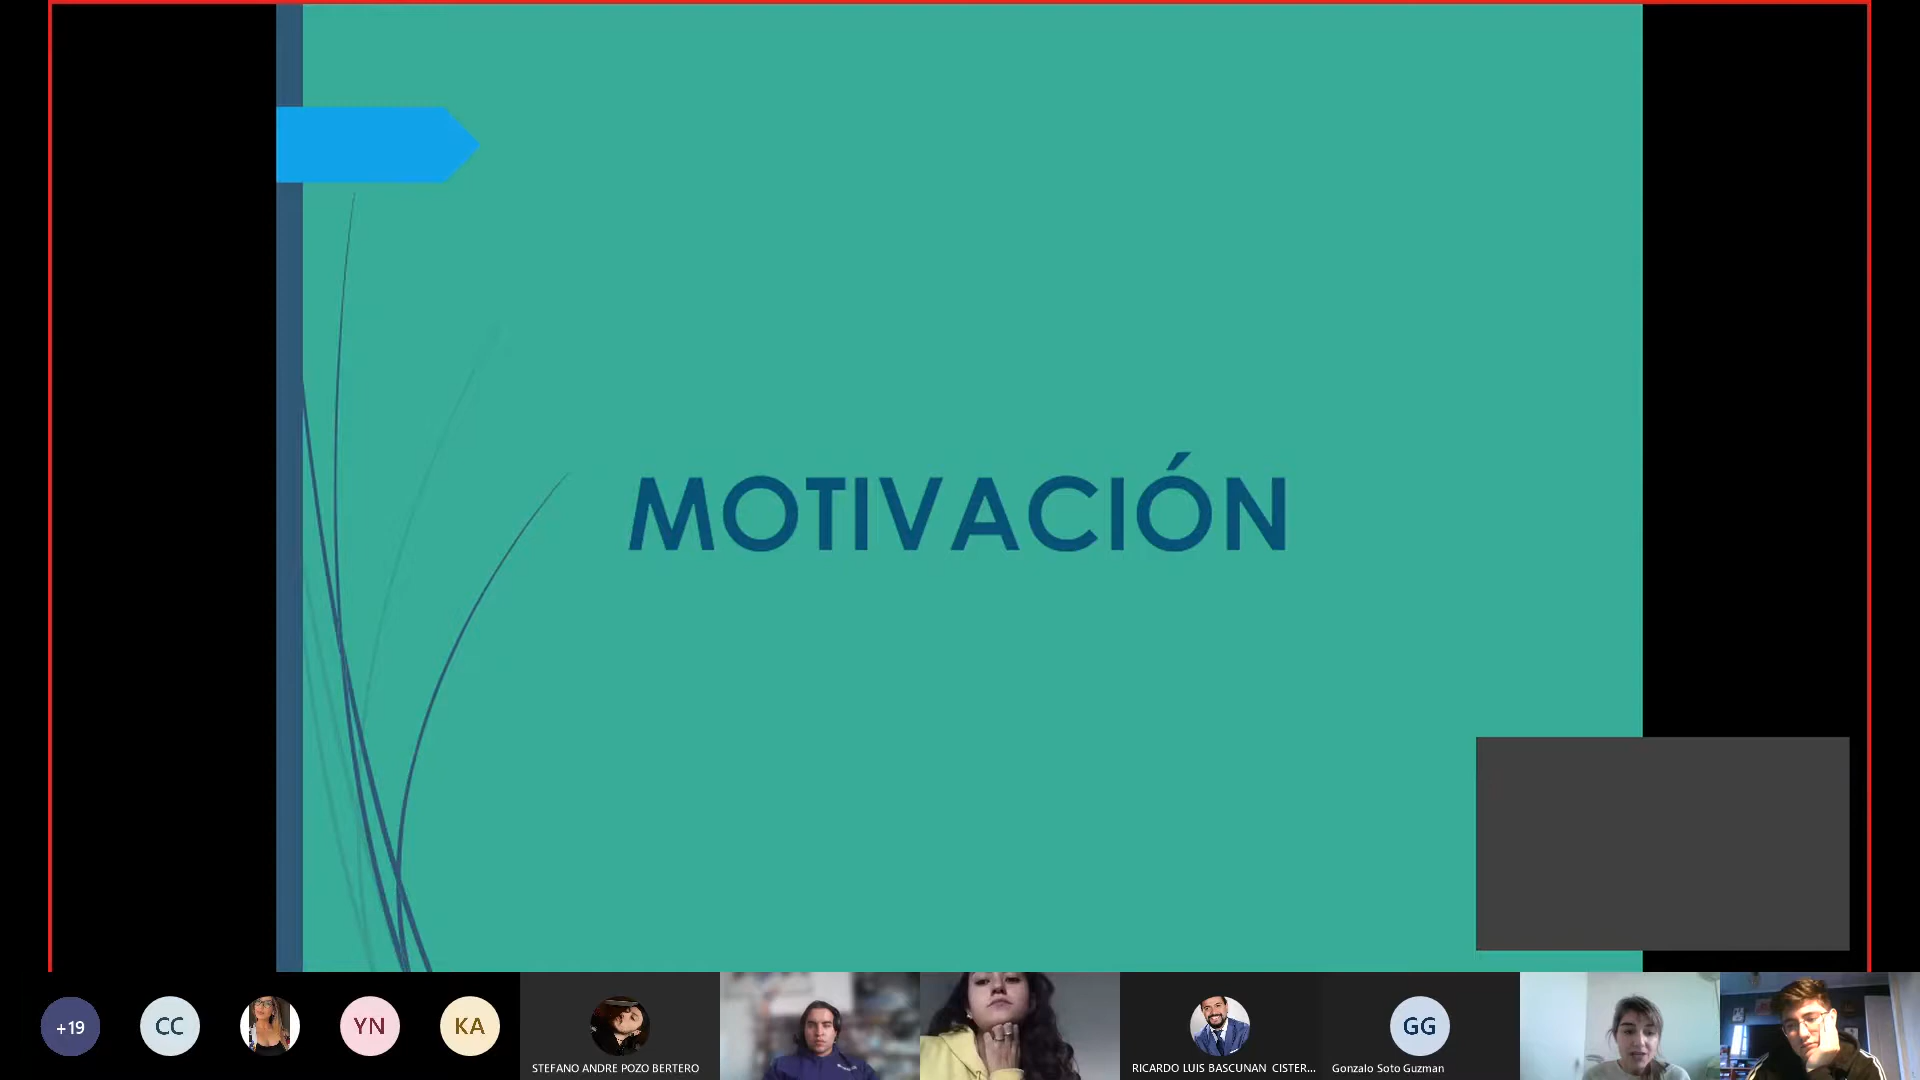 MOTIVACIÓN
+19
CC
YN
KA
STEFANO ANDRE POZO BERTERO
RICARDO LUIS BASCUNAN CISTER...
GG
Gonzalo Soto Guzman